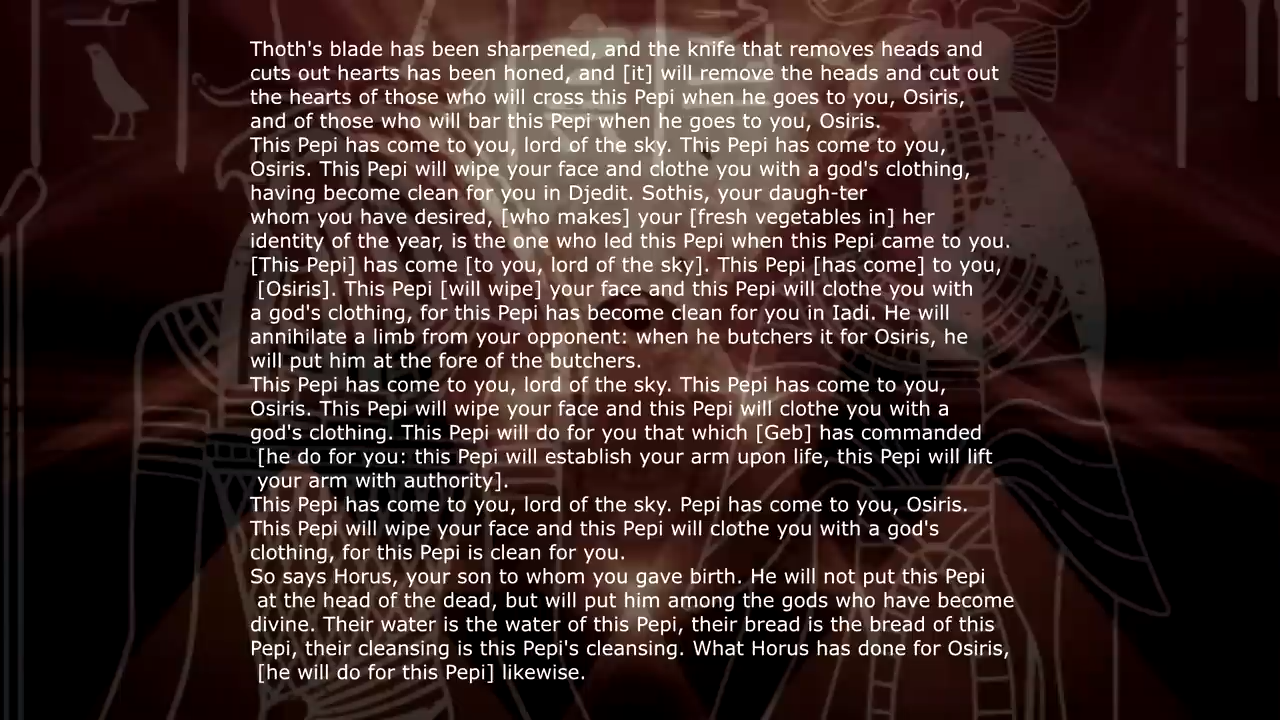 Thoth's blade has been sharpened, and the knife that removes heads and
cuts out hearts has been honed, and [it] will remove the heads and cut out
the hearts of those who will cross this Pepi when he goes to you, Osiris,
and of those who will bar this Pepi when he goes to you, Osiris.
This Pepi has come to you, lord of the sky. This Pepi has come to you,
Osiris. This Pepi will wipe your face and clothe you with a god's clothing,
having become clean for you in Djedit. Sothis, your daugh-ter
whom you have desired, [who makes] your [fresh vegetables in] her
identity of the year, is the one who led this Pepi when this Pepi came to you.
[This Pepi] has come [to you, lord of the sky]. This Pepi [has come] to you,
[Osiris]. This Pepi [will wipe] your face and this Pepi will clothe you with
a god's clothing, for this Pepi has become clean for you in Iadi. He will
annihilate a limb from your opponent: when he butchers it for Osiris, he
will put him at the fore of the butchers.
This Pepi has come to you, lord of the sky. This Pepi has come to you,
Osiris. This Pepi will wipe your face and this Pepi will clothe you with a
god's clothing. This Pepi will do for you that which [Geb] has commanded
[he do for you: this Pepi will establish your arm upon life, this Pepi will lift
your arm with authority].
This Pepi has come to you, lord of the sky. Pepi has come to you, Osiris.
This Pepi will wipe your face and this Pepi will clothe you with a god's
clothing, for this Pepi is clean for you.
So says Horus, your son to whom you gave birth. He will not put this Pepi
at the head of the dead, but will put him among the gods who have become
divine. Their water is the water of this Pepi, their bread is the bread of this
Pepi, their cleansing is this Pepi's cleansing. What Horus has done for Osiris,
[he will do for this Pepi] likewise.